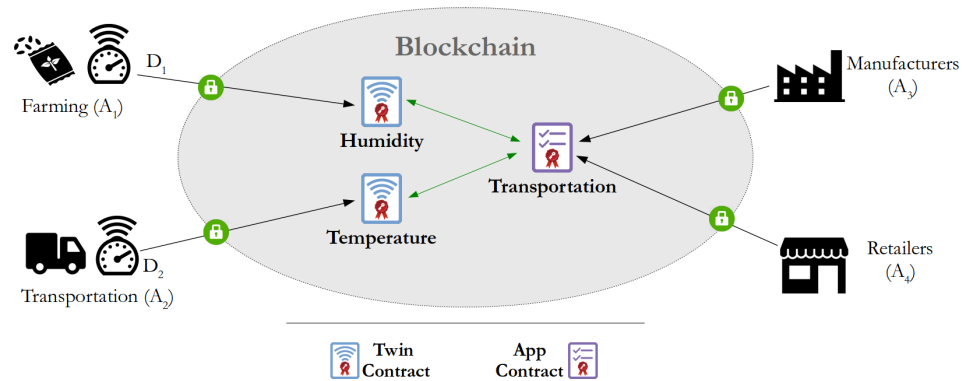 Blockchain
D1
Farming (A1)
Humidity
Manufacturers
(A3)
Transportation
Temperature
D2
Transportation (A2)
Retailers
(A4)
Twin
Contract
App
Contract